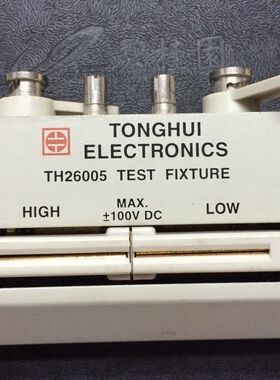 TONGHUI
ELECTRONICS
TH26005 TEST FIXTURE
HIGH
MAX.
±100V DC
LOW